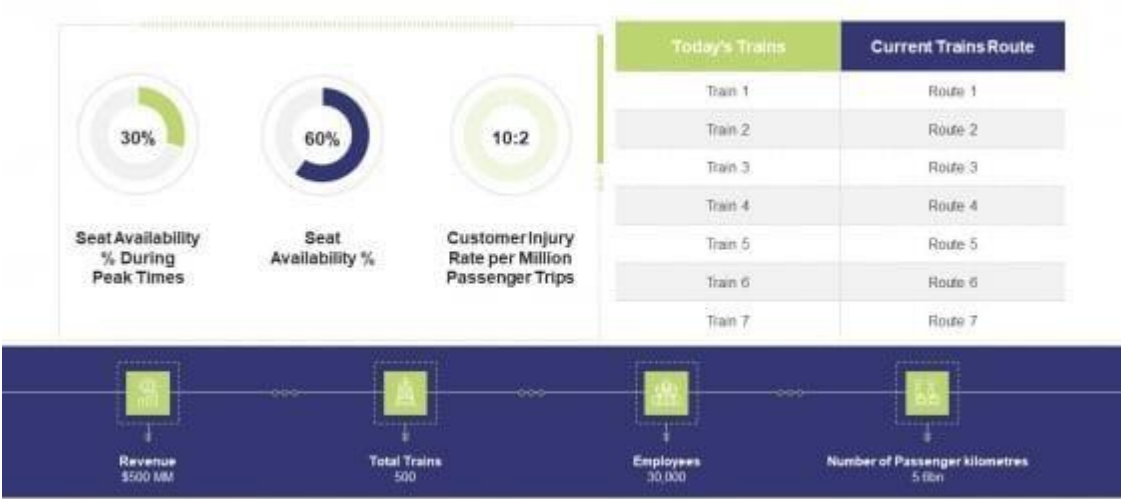 30%
60%
10:2
Seat Availability
% During
Peak Times
Seat
Availability %
Customer Injury
Rate per Million
Passenger Trips
Today's Trains Current Trains Route
Train 1 Route 1
Train 2 Route 2
Train 3 Route 3
Train 4 Route 4
Train 5 Route 5
Train 6 Route 6
Train 7 Route 7
Revenue
$500 MM
Total Trains
500
Employees
30,000
Number of Passenger kilometres
5.6bn